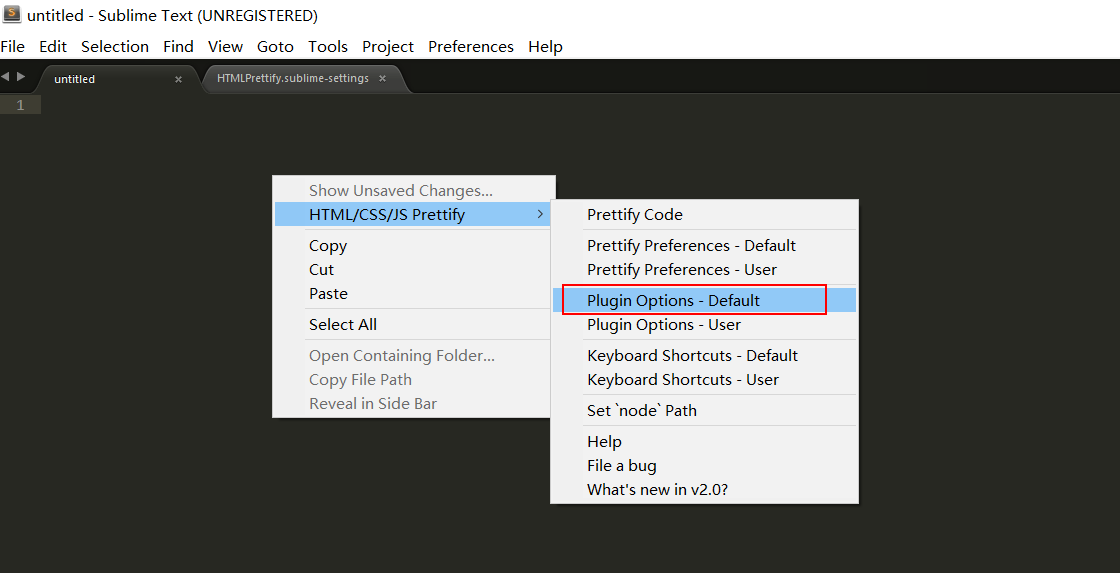 untitled - Sublime Text (UNREGISTERED)
File Edit Selection Find View Goto Tools Project Preferences Help
untitled × HTMLPrettify.sublime-settings ×
1
Show Unsaved Changes...
HTML/CSS/JS Prettify
Copy
Cut
Paste
Select All
Open Containing Folder...
Copy File Path
Reveal in Side Bar
Prettify Code
Prettify Preferences - Default
Prettify Preferences - User
Plugin Options - Default
Plugin Options - User
Keyboard Shortcuts - Default
Keyboard Shortcuts - User
Set `node` Path
Help
File a bug
What's new in v2.0?